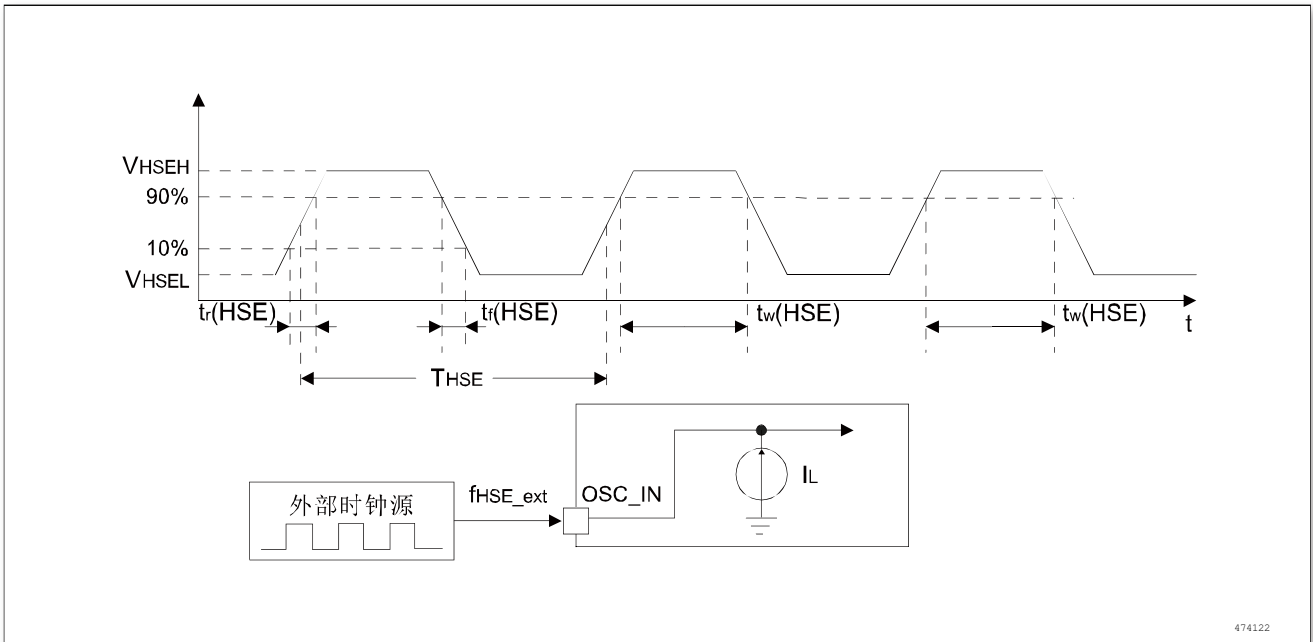 VHSEH
90%
10%
VHSEL
tr(HSE)
tf(HSE)
tw(HSE)
tw(HSE)
t
THSE
外部时钟源
fHSE_ext
OSC_IN
IL
474122